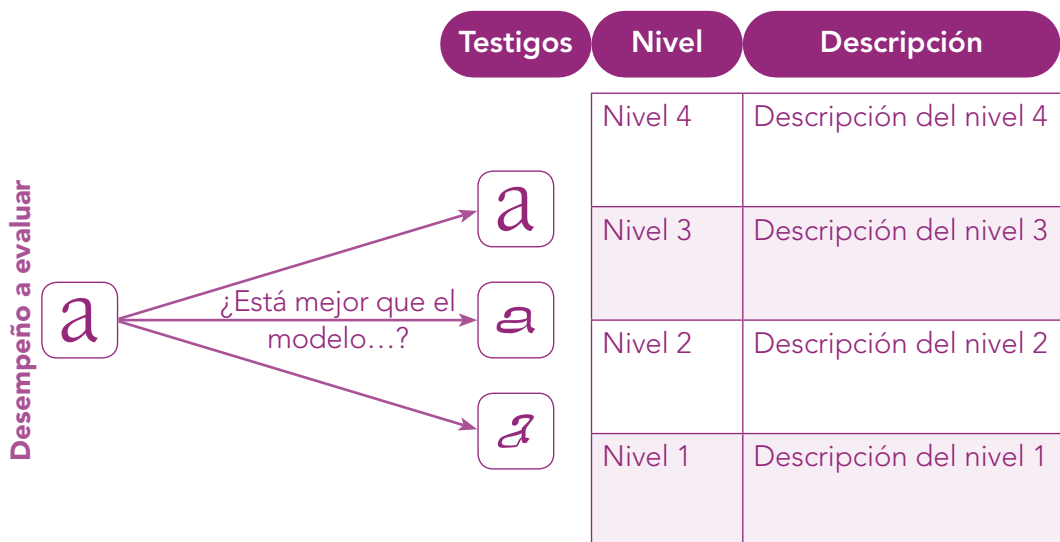 Testigos
Nivel
Descripción
Desempeño a evaluar
a
¿Está mejor que el
modelo...?
a
a
a
Nivel 4
Descripción del nivel 4
Nivel 3
Descripción del nivel 3
Nivel 2
Descripción del nivel 2
Nivel 1
Descripción del nivel 1